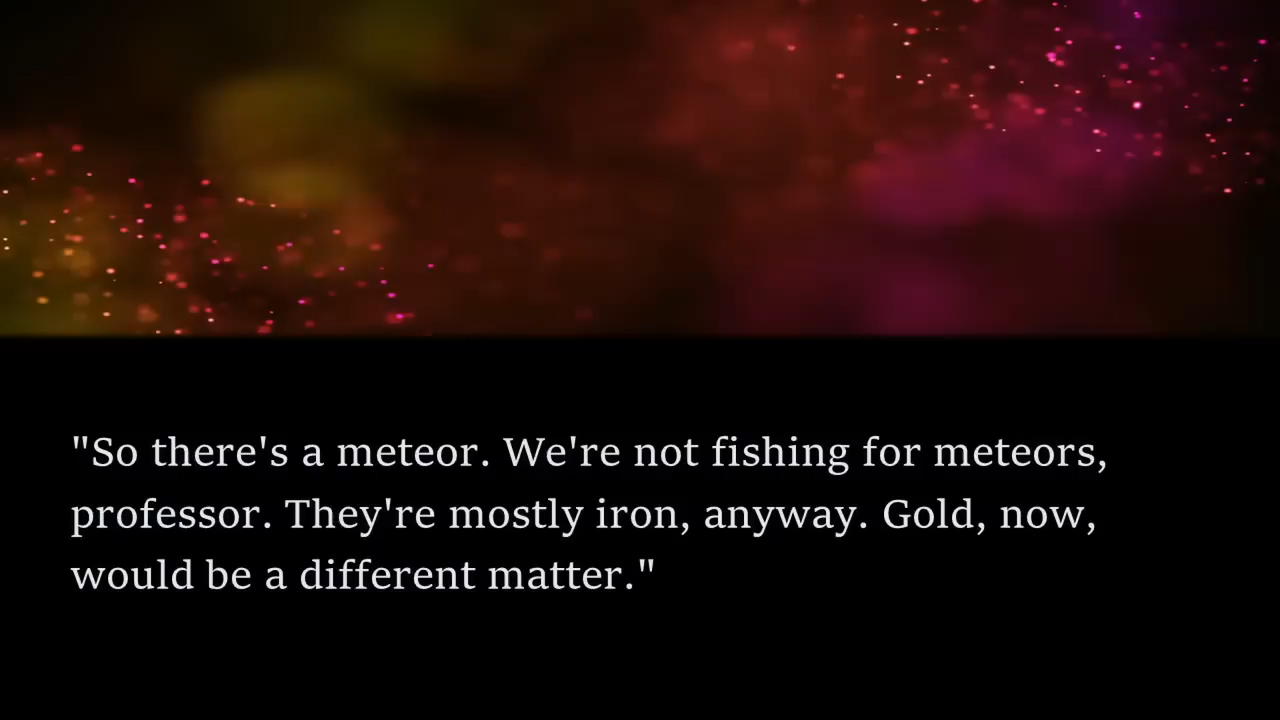 "So there's a meteor. We're not fishing for meteors,
professor. They're mostly iron, anyway. Gold, now,
would be a different matter."